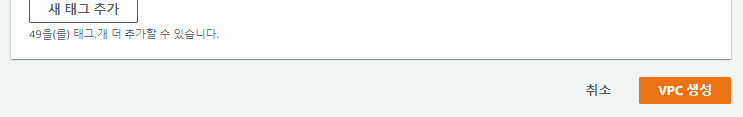 새 태그 추가
49을(를) 태그.개 더 추가할 수 있습니다.
취소 VPC 생성